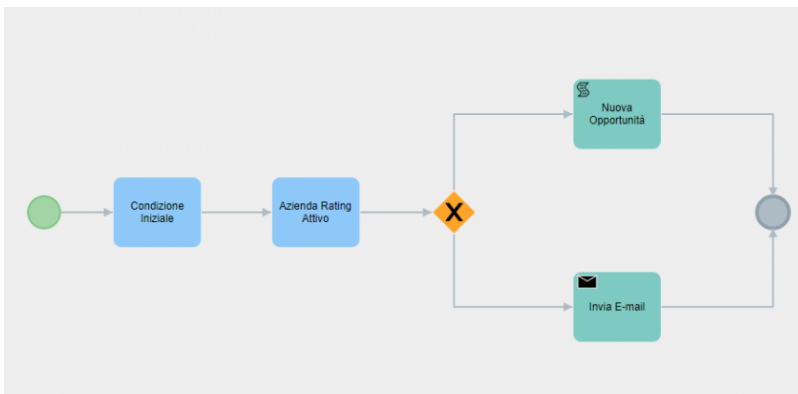 Condizione
Iniziale
Azienda Rating
Attivo
X
Nuova
Opportunità
Invia E-mail